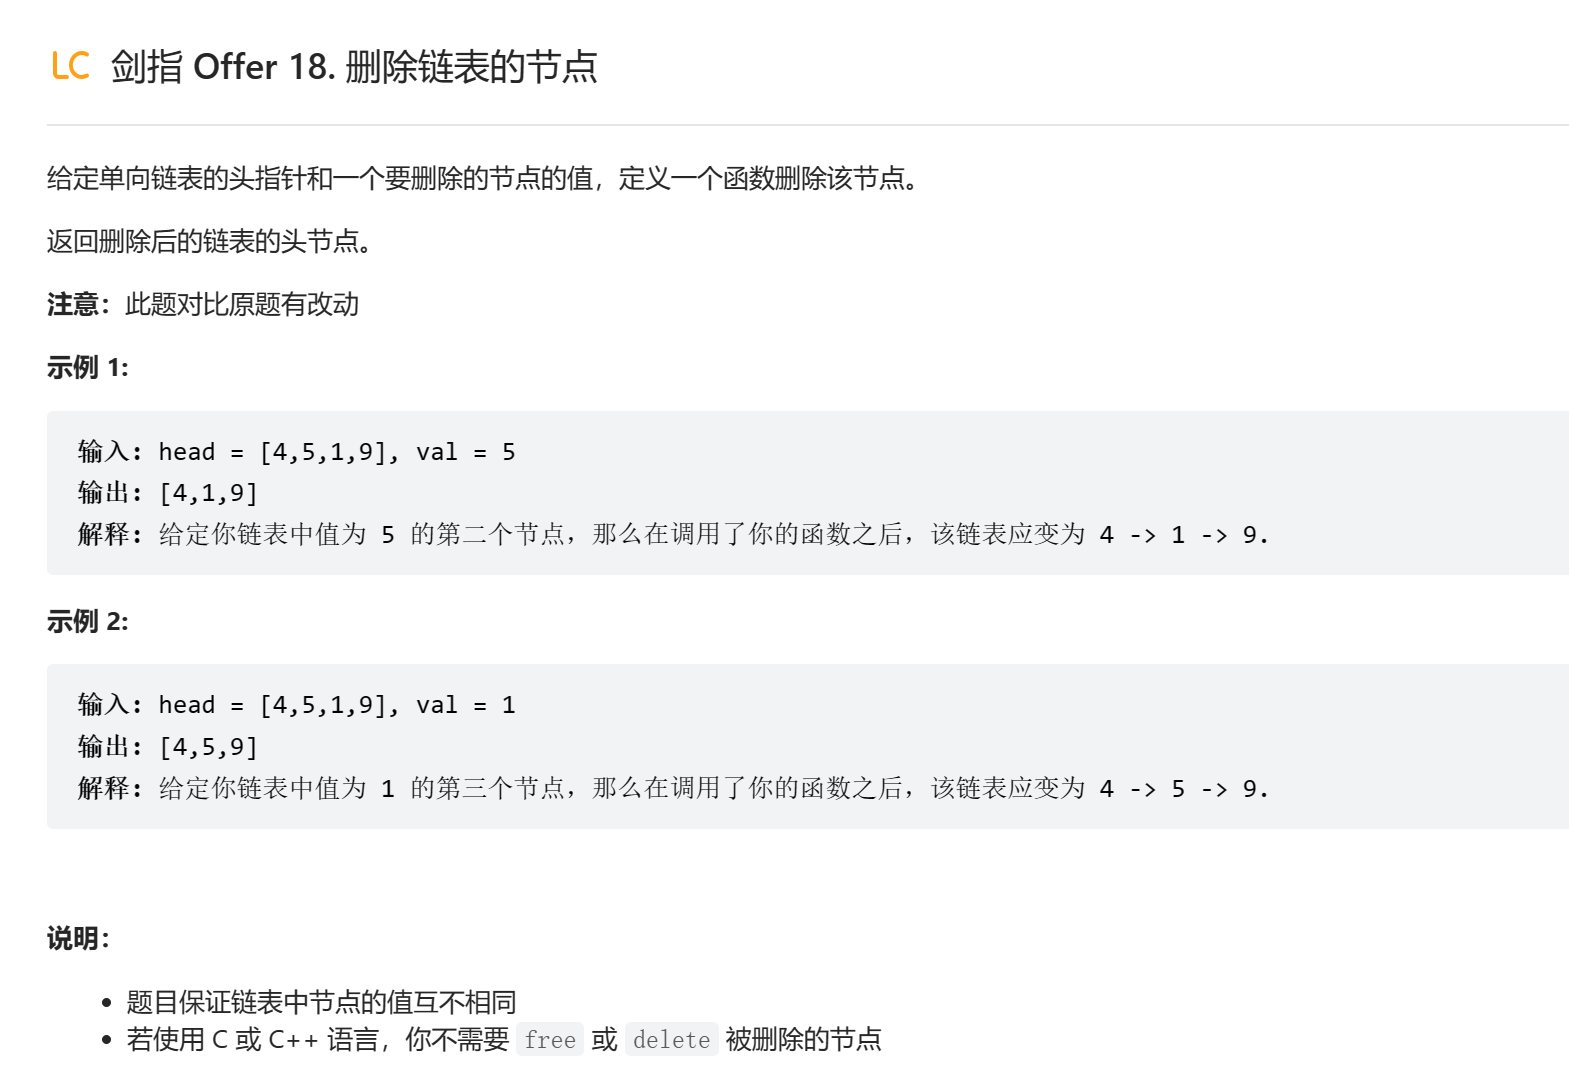 LC 剑指 Offer 18. 删除链表的节点
给定单向链表的头指针和一个要删除的节点的值，定义一个函数删除该节点。
返回删除后的链表的头节点。
注意：此题对比原题有改动
示例 1:
输入: head = [4,5,1,9], val = 5
输出: [4,1,9]
解释: 给定你链表中值为 5 的第二个节点，那么在调用了你的函数之后，该链表应变为 4 -> 1 -> 9.
示例 2:
输入: head = [4,5,1,9], val = 1
输出: [4,5,9]
解释: 给定你链表中值为 1 的第三个节点，那么在调用了你的函数之后，该链表应变为 4 -> 5 -> 9.
说明：
• 题目保证链表中节点的值互不相同
• 若使用 C 或 C++ 语言，你不需要 free 或 delete 被删除的节点